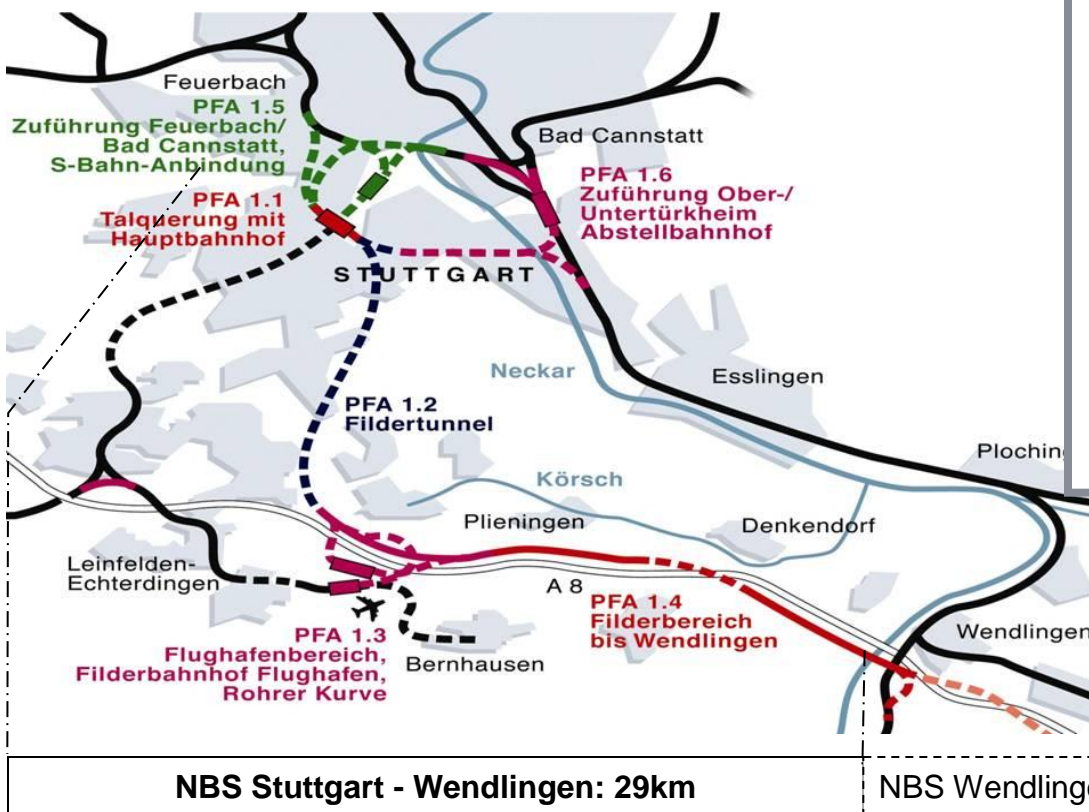 Feuerbach
PFA 1.5
Zuführung Feuerbach/
Bad Cannstatt,
S-Bahn-Anbindung
Bad Cannstatt
PFA 1.6
Zuführung Ober-/
Untertürkheim
Abstellbahnhof
PFA 1.1
Talquerung mit
Hauptbahnhof
STUTTGART
Neckar
Esslingen
PFA 1.2
Fildertunnel
Plochin
Körsch
Plieningen
Denkendorf
Leinfelden-
Echterdingen
A 8
PFA 1.4
Filderbereich
bis Wendlingen
Wendlingen
PFA 1.3
Flughafenbereich,
Filderbahnhof Flughafen,
Rohrer Kurve
Bernhausen
NBS Stuttgart - Wendlingen: 29km
NBS Wendling